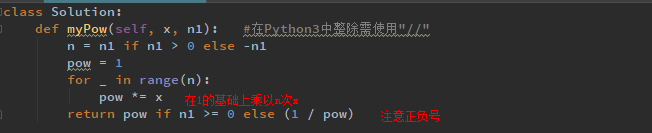 class Solution:
def myPow(self, x, n1): #在Python3中整除需使用"//"
n = n1 if n1 > 0 else -n1
pow = 1
for _ in range(n):
pow *= x 在1的基础上乘以n次x
return pow if n1 >= 0 else (1 / pow) 注意正负号